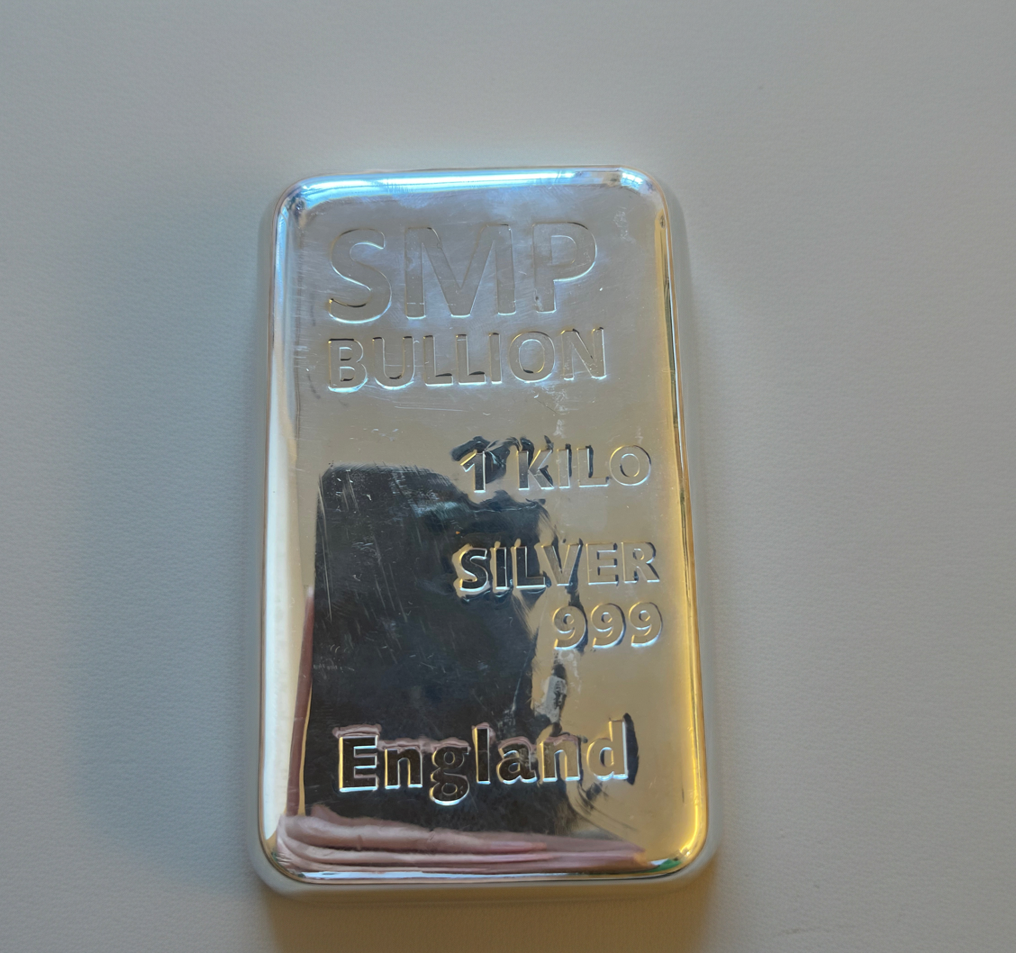 SMP
BULLION
1 KILO
SILVER
999
England